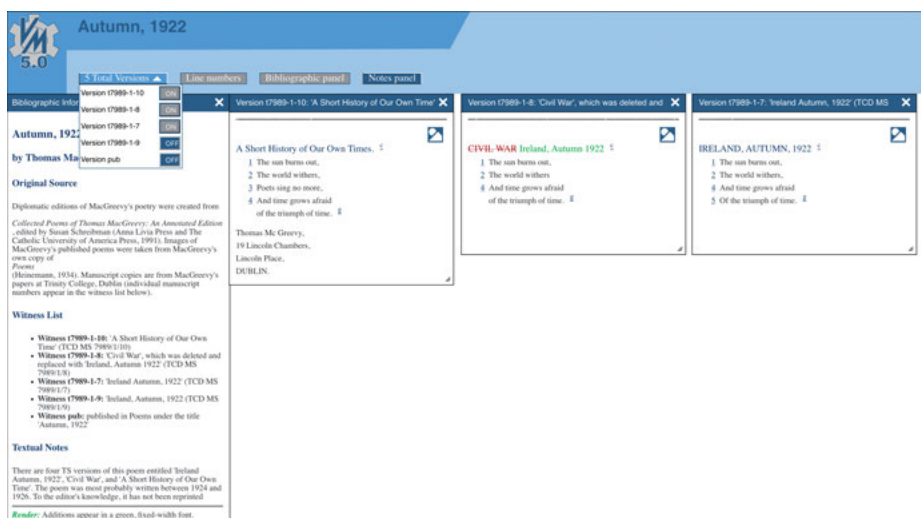 VM
5.0
Autumn, 1922
5 Total Versions
Line numbers
Bibliographic panel
Notes panel
Version t7989-1-10 ON
Version t7989-1-8 ON
Version t7989-1-7 ON
Version t7989-1-9 OFF
Version pub OFF
Bibliographic Infor
Autumn, 192
by Thomas Ma
Original Source
Diplomatic editions of MacGreevy's poetry were created from
Collected Poems of Thomas MacGreevy: An Annotated Edition
, edited by Susan Schreibman (Anna Livia Press and The
Catholic University of America Press, 1991). Images of
MacGreevy's published poems were taken from MacGreevy's
own copy of
Poems
(Heinemann, 1934). Manuscript copies are from MacGreevy's
papers at Trinity College, Dublin (individual manuscript
numbers appear in the witness list below).
Witness List
• Witness t7989-1-10: 'A Short History of Our Own
Time' (TCD MS 7989/1/10)
• Witness t7989-1-8: 'Civil War', which was deleted and
replaced with 'Ireland, Autumn 1922' (TCD MS
7989/1/8)
• Witness t7989-1-7: 'Ireland Autumn, 1922' (TCD MS
7989/1/7)
• Witness t7989-1-9: 'Ireland, Autumn, 1922 (TCD MS
7989/1/9)
• Witness pub: published in Poems under the title
'Autumn, 1922'
Textual Notes
There are four TS versions of this poem entitled 'Ireland
Autumn, 1922', 'Civil War', and 'A Short History of Our Own
Time'. The poem was most probably written between 1924 and
1926. To the editor's knowledge, it has not been reprinted
Render: Additions appear in a green, fixed-width font.
Version t7989-1-10: 'A Short History of Our Own Time'
A Short History of Our Own Times.
1 The sun burns out,
2 The world withers,
3 Poets sing no more,
4 And time grows afraid
of the triumph of time.
Thomas Mc Greevy,
19 Lincoln Chambers,
Lincoln Place,
DUBLIN.
Version t7989-1-8: 'Civil War', which was deleted and
CIVIL WAR Ireland, Autumn 1922
1 The sun burns out,
2 The world withers
4 And time grows afraid
of the triumph of time.
Version t7989-1-7: 'Ireland Autumn, 1922' (TCD MS
IRELAND, AUTUMN, 1922
1 The sun burns out,
2 The world withers,
4 And time grows afraid
5 Of the triumph of time.